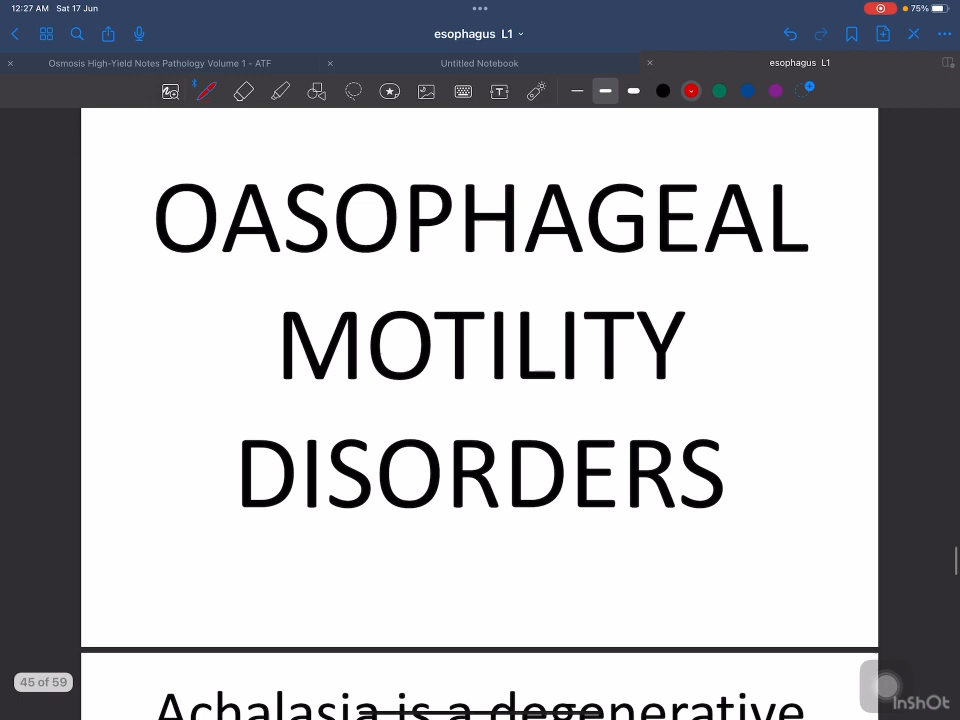 12:27 AM Sat 17 Jun
75%
esophagus L1
Osmosis High-Yield Notes Pathology Volume 1 - ATF
Untitled Notebook
esophagus L1
OASOPHAGEAL
MOTILITY
DISORDERS
45 of 59
Achalasia is a degenerative
InShOt